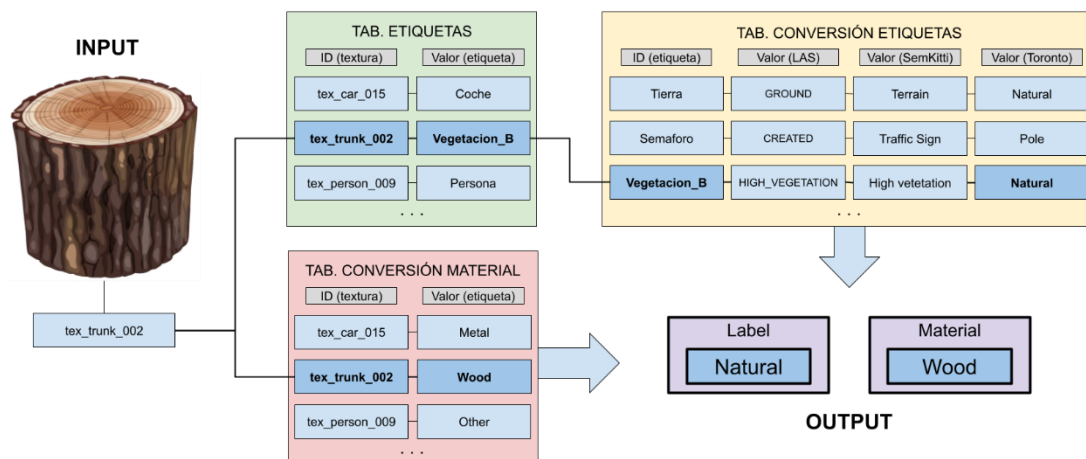 INPUT
tex_trunk_002
TAB. ETIQUETAS
ID (textura) Valor (etiqueta)
tex_car_015 Coche
tex_trunk_002 Vegetacion_B
tex_person_009 Persona
. . .
TAB. CONVERSIÓN ETIQUETAS
ID (etiqueta) Valor (LAS) Valor (SemKitti) Valor (Toronto)
Tierra GROUND Terrain Natural
Semaforo CREATED Traffic Sign Pole
Vegetacion_B HIGH_VEGETATION High vetetation Natural
. . .
TAB. CONVERSIÓN MATERIAL
ID (textura) Valor (etiqueta)
tex_car_015 Metal
tex_trunk_002 Wood
tex_person_009 Other
. . .
Label
Natural
Material
Wood
OUTPUT